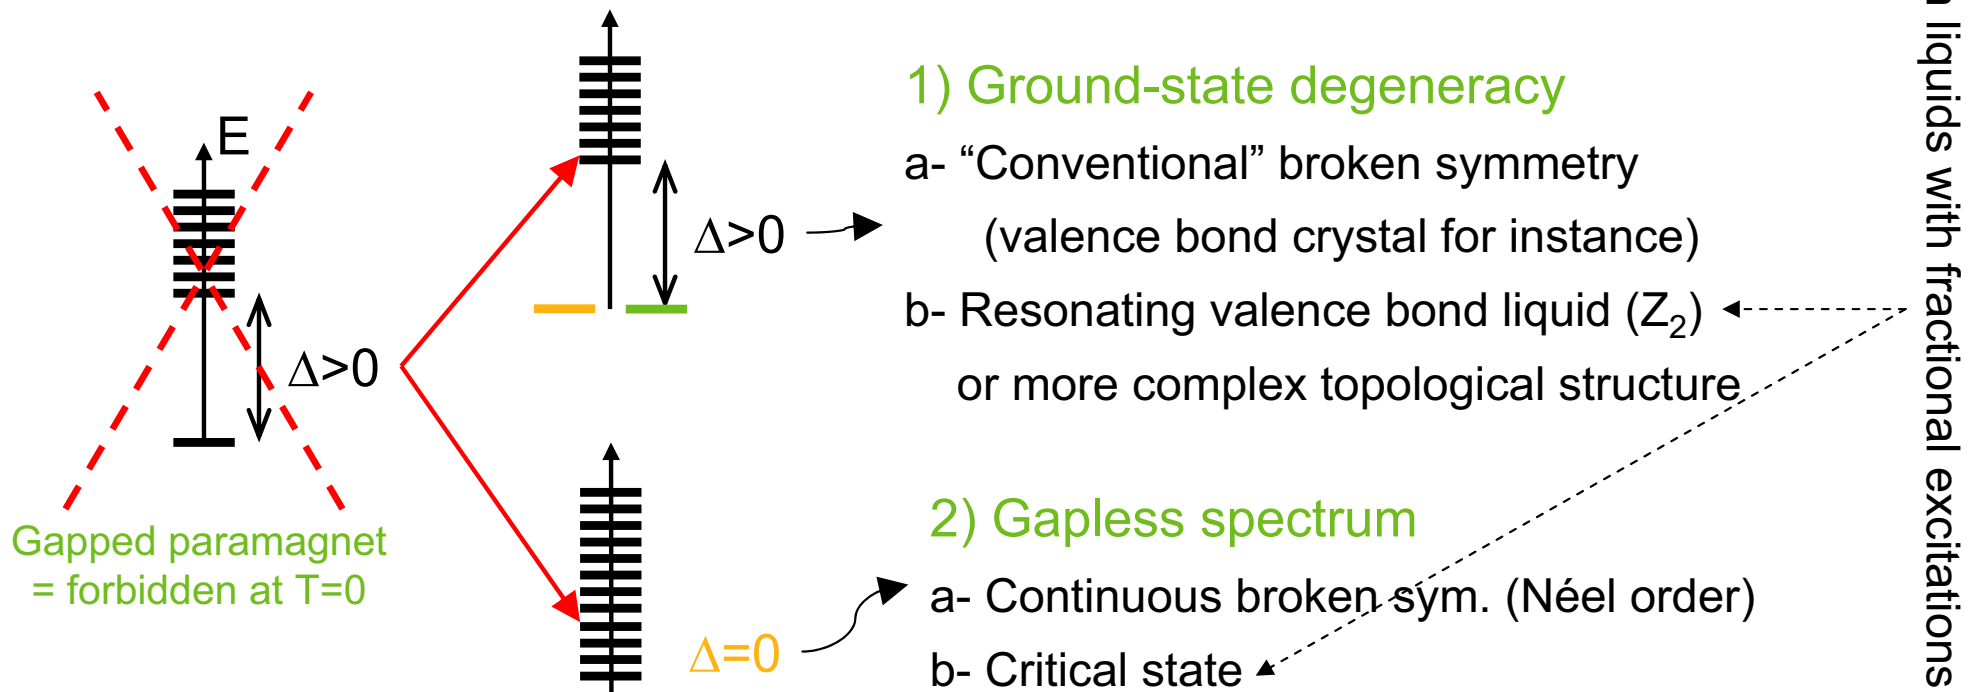 E
Δ>0
Gapped paramagnet
= forbidden at T=0
Δ>0
1) Ground-state degeneracy
a- “Conventional” broken symmetry
(valence bond crystal for instance)
b- Resonating valence bond liquid (Z₂)
or more complex topological structure
Δ=0
2) Gapless spectrum
a- Continuous broken sym. (Néel order)
b- Critical state
liquids with fractional excitations